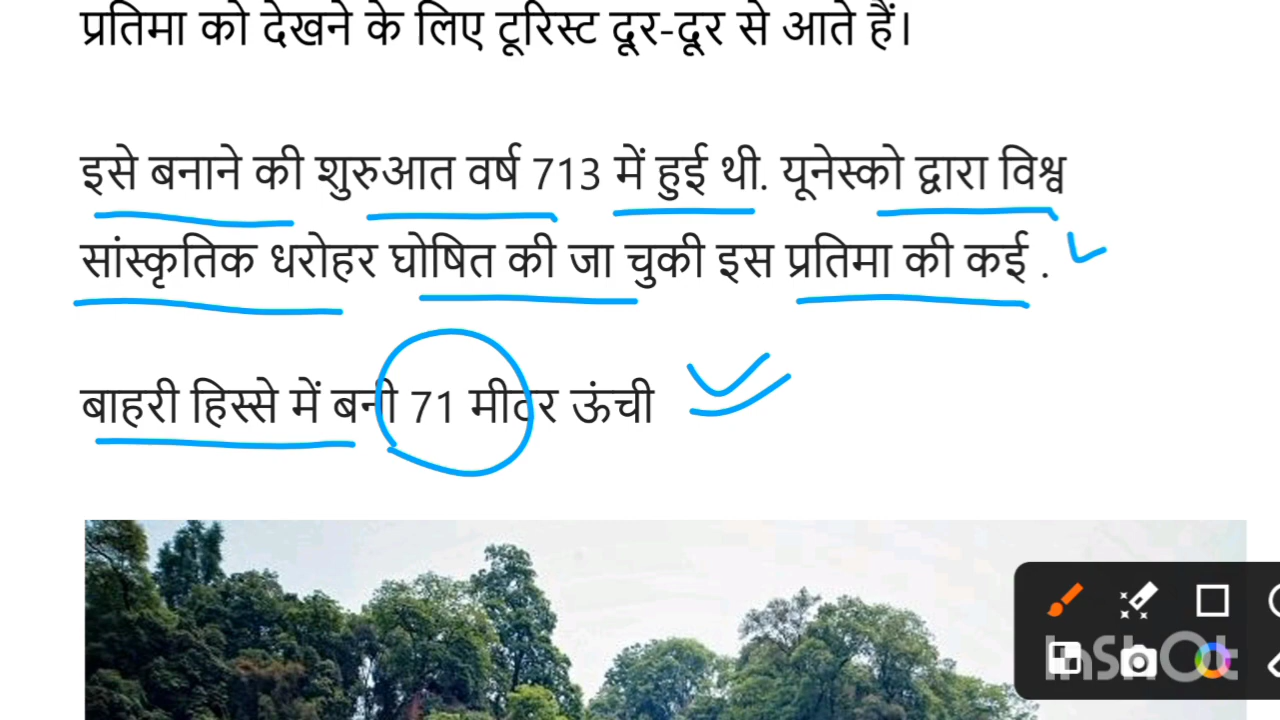 प्रतिमा को देखने के लिए टूरिस्ट दूर-दूर से आते हैं।
इसे बनाने की शुरुआत वर्ष 713 में हुई थी. यूनेस्को द्वारा विश्व
सांस्कृतिक धरोहर घोषित की जा चुकी इस प्रतिमा की कई .
बाहरी हिस्से में बनी 71 मीटर ऊंची
InShOt